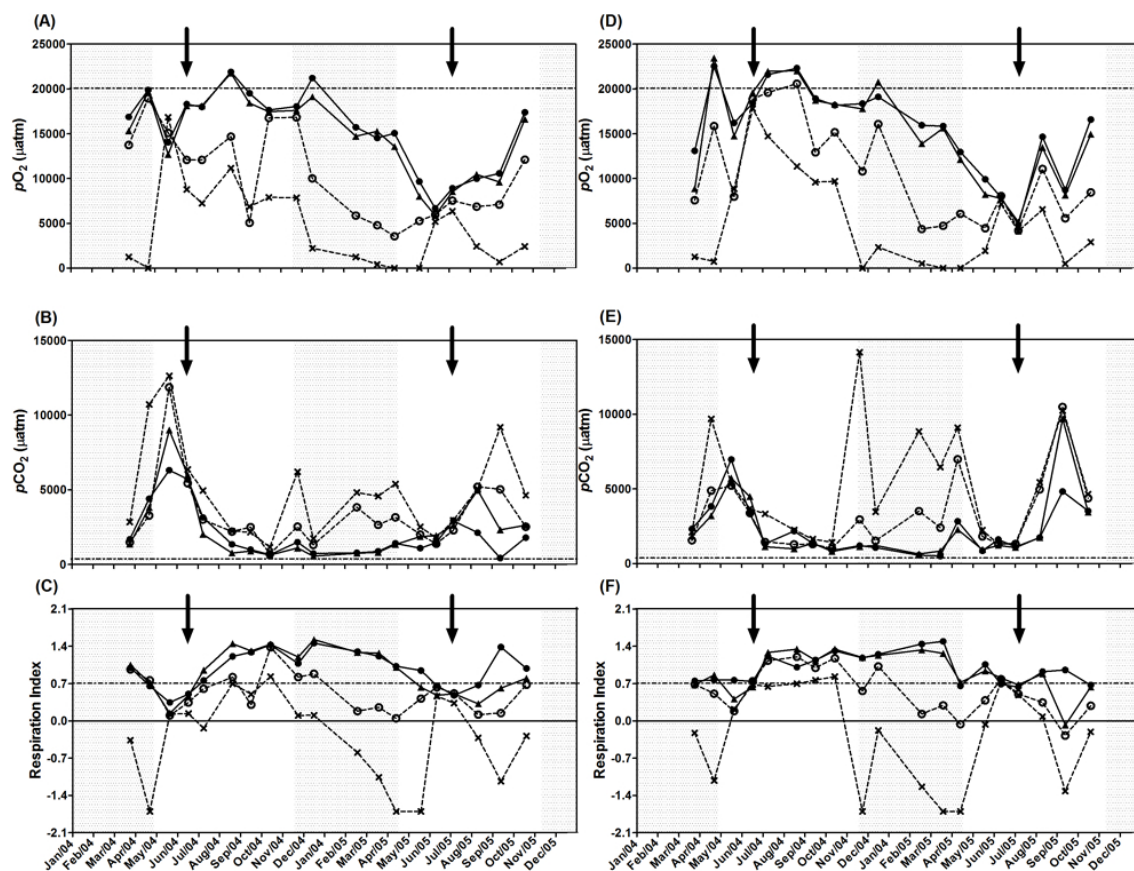 (A)
pO2 (µatm)
25000
20000
15000
10000
5000
0
Jan/04 Feb/04 Mar/04 Apr/04 May/04 Jun/04 Jul/04 Aug/04 Sep/04 Oct/04 Nov/04 Dec/04 Jan/05 Feb/05 Mar/05 Apr/05 May/05 Jun/05 Jul/05 Aug/05 Sep/05 Oct/05 Nov/05 Dec/05
(B)
pCO2 (µatm)
15000
10000
5000
0
(C)
Respiration Index
2.1
1.4
0.7
0.0
-0.7
-1.4
-2.1
(D)
pO2 (µatm)
25000
20000
15000
10000
5000
0
(E)
pCO2 (µatm)
15000
10000
5000
0
(F)
Respiration Index
2.1
1.4
0.7
0.0
-0.7
-1.4
-2.1
Jan/04 Feb/04 Mar/04 Apr/04 May/04 Jun/04 Jul/04 Aug/04 Sep/04 Oct/04 Nov/04 Dec/04 Jan/05 Feb/05 Mar/05 Apr/05 May/05 Jun/05 Jul/05 Aug/05 Sep/05 Oct/05 Nov/05 Dec/05